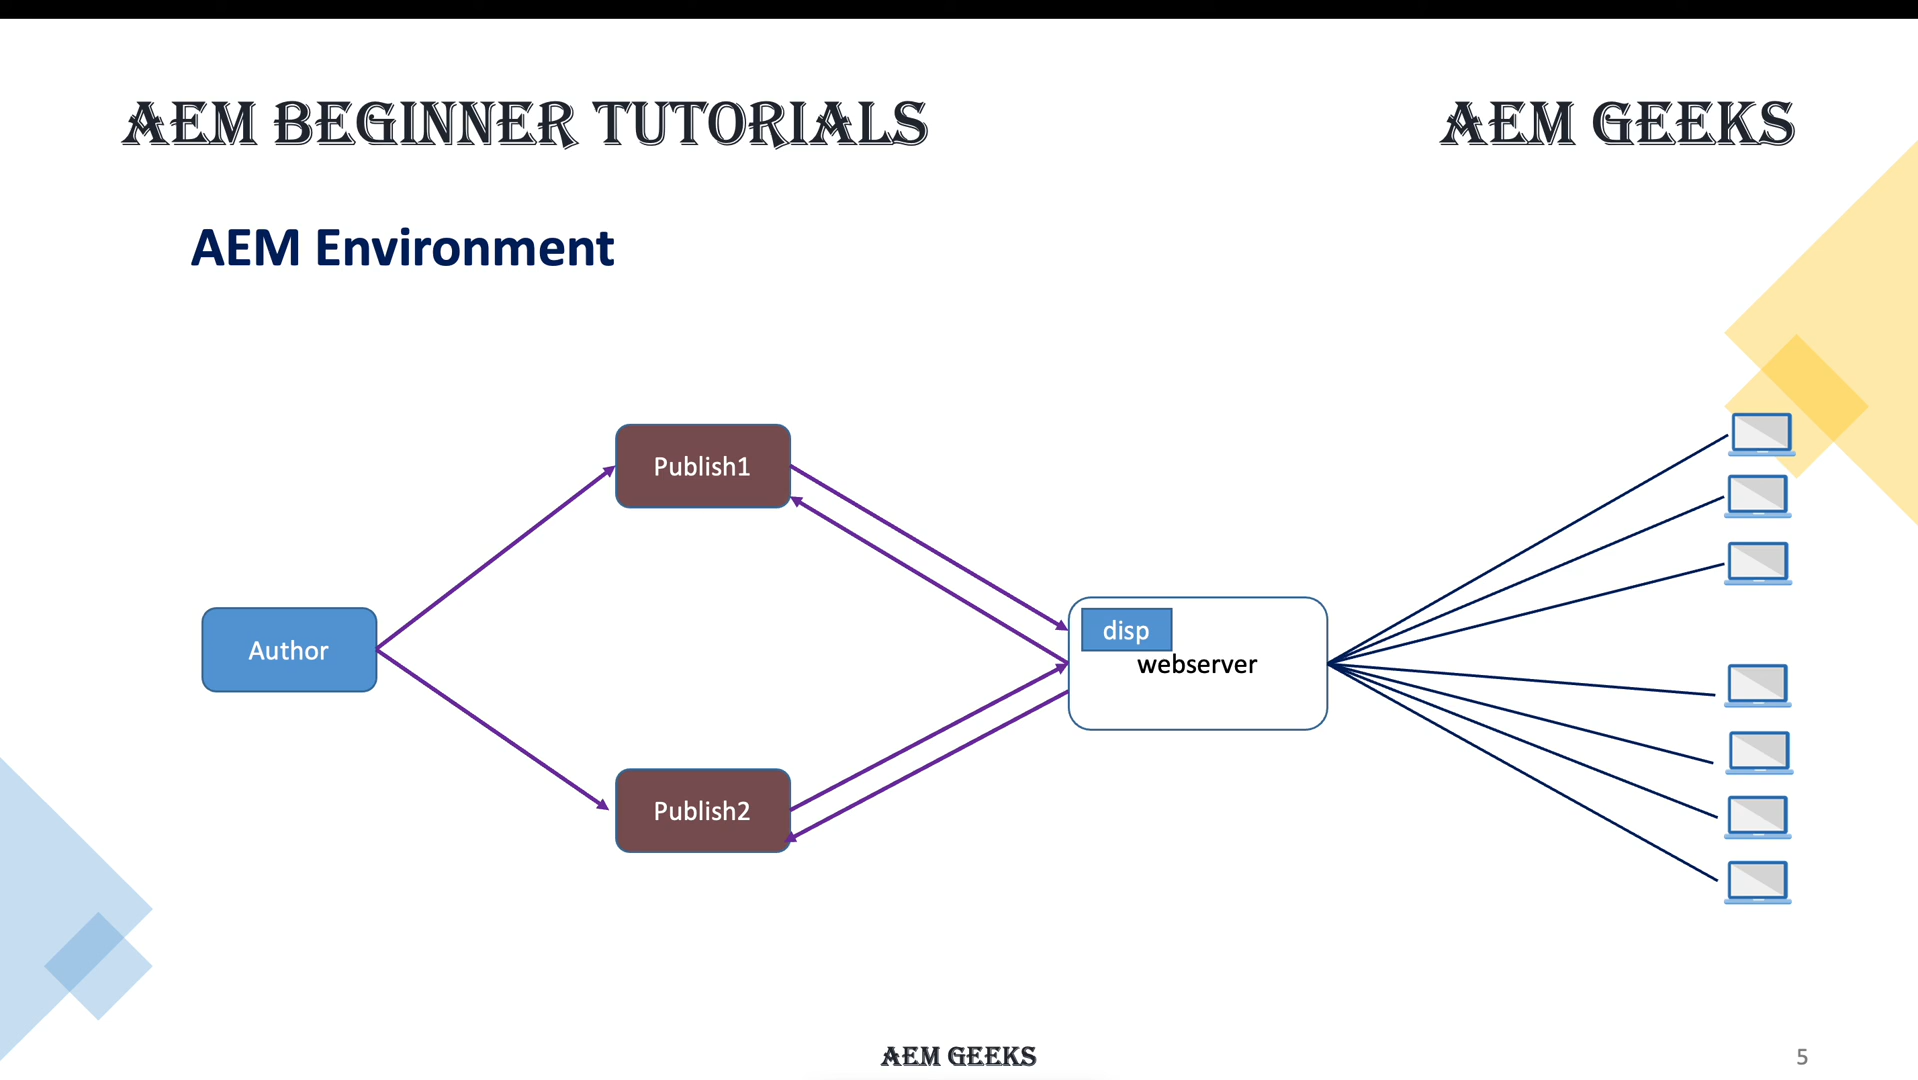 AEM BEGINNER TUTORIALS
AEM GEEKS
AEM Environment
Publish1
Author
disp
webserver
Publish2
AEM GEEKS
5